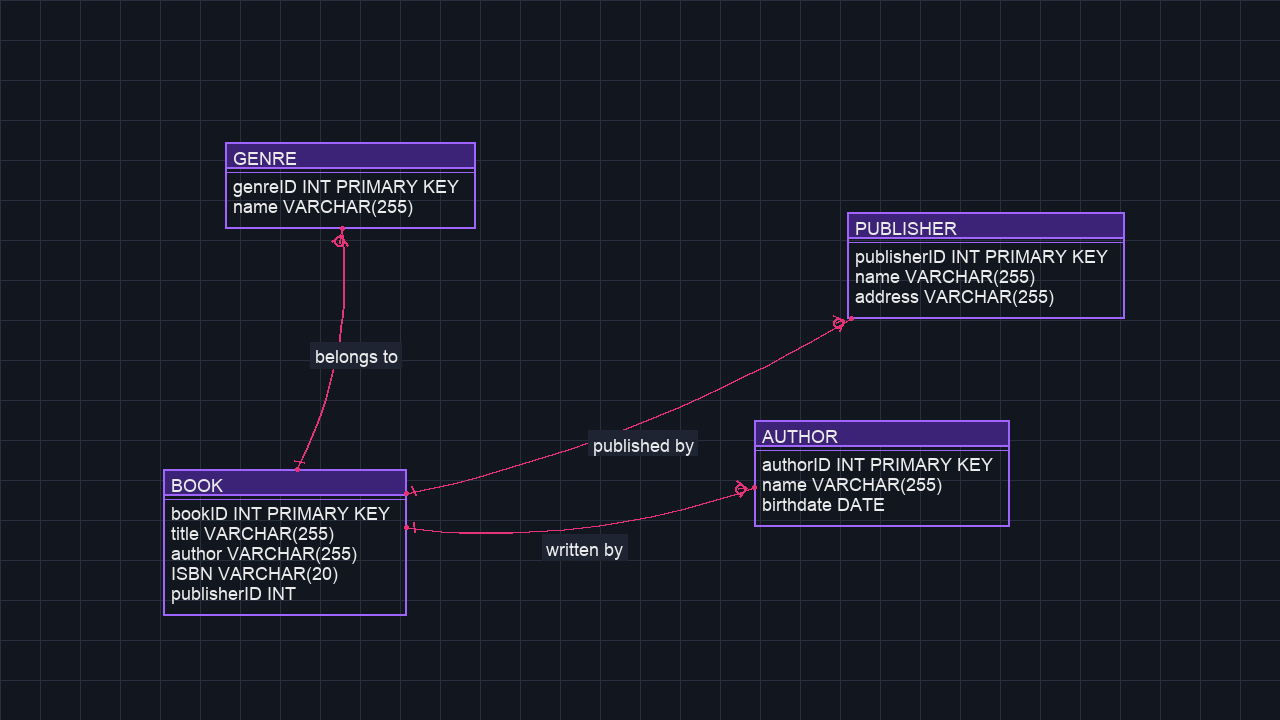 GENRE
genreID INT PRIMARY KEY
name VARCHAR(255)
PUBLISHER
publisherID INT PRIMARY KEY
name VARCHAR(255)
address VARCHAR(255)
belongs to
published by
AUTHOR
authorID INT PRIMARY KEY
name VARCHAR(255)
birthdate DATE
BOOK
bookID INT PRIMARY KEY
title VARCHAR(255)
author VARCHAR(255)
ISBN VARCHAR(20)
publisherID INT
written by